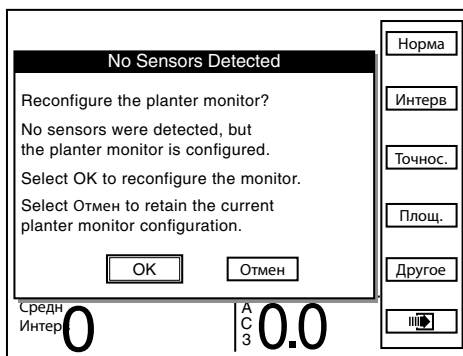 No Sensors Detected
Reconfigure the planter monitor?
No sensors were detected, but
the planter monitor is configured.
Select OK to reconfigure the monitor.
Select Отмен to retain the current
planter monitor configuration.
OK
Отмен
Норма
Интерв
Точнос.
Площ.
Другое
Средн
Интер
0
А
С
З
0.0